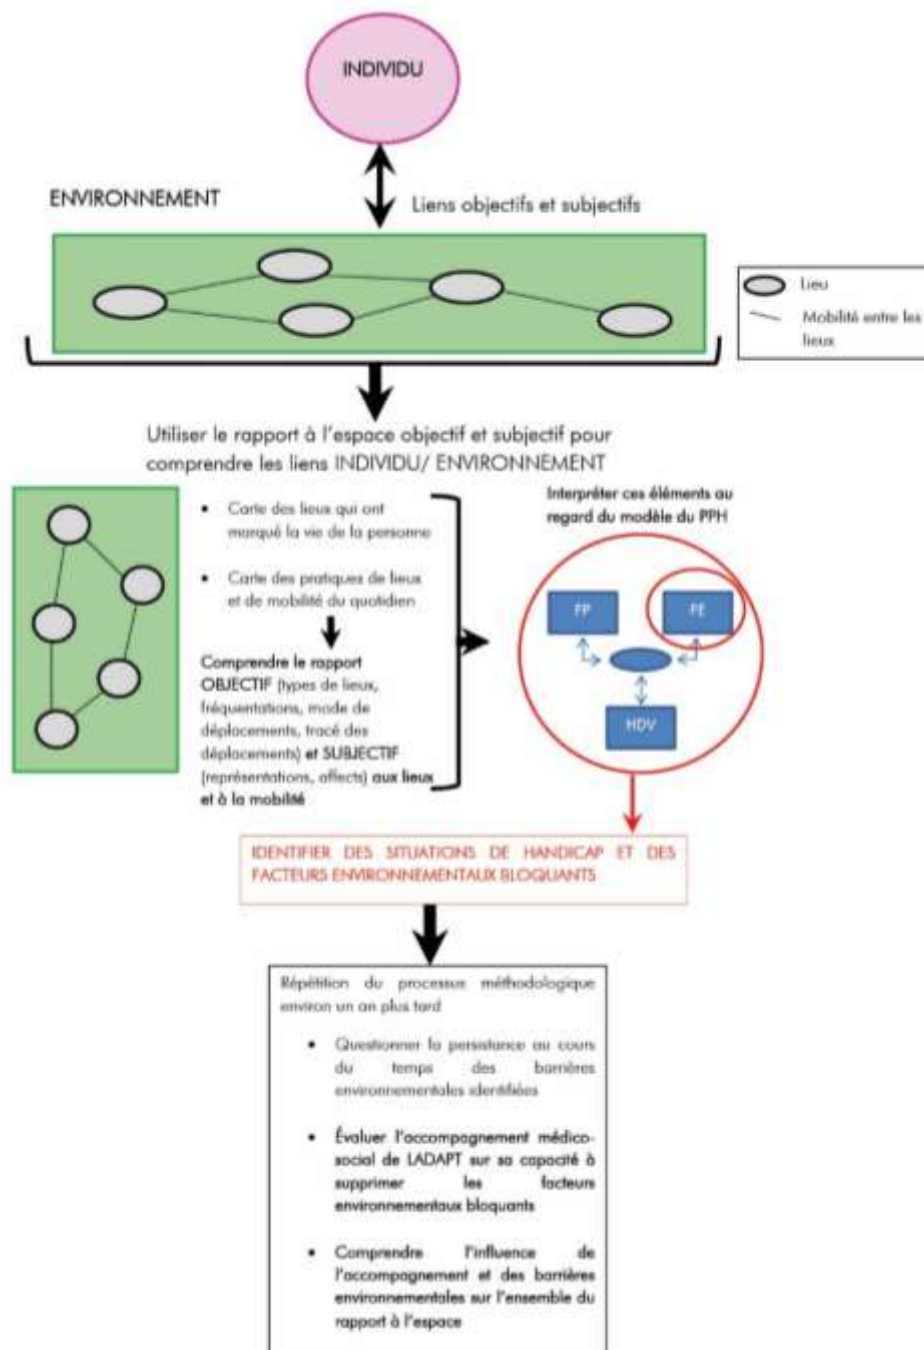 INDIVIDU
ENVIRONNEMENT
Liens objectifs et subjectifs
Lieu
Mobilité entre les
lieux
Utiliser le rapport à l'espace objectif et subjectif pour
comprendre les liens INDIVIDU/ ENVIRONNEMENT
• Carte des lieux qui ont
marqué la vie de la personne
• Carte des pratiques de lieux
et de mobilité du quotidien
Comprendre le rapport
OBJECTIF (types de lieux,
fréquentations, mode de
déplacements, tracé des
déplacements) et SUBJECTIF
(représentations, affects) aux lieux
et à la mobilité
Interpréter ces éléments au
regard du modèle du PPH
FP
FE
HDV
IDENTIFIER DES SITUATIONS DE HANDICAP ET DES
FACTEURS ENVIRONNEMENTAUX BLOQUANTS
Répétition du processus méthodologique
environ un an plus tard
• Questionner la persistance au cours
du temps des barrières
environnementales identifiées
• Évaluer l'accompagnement médico-
social de LADAPT sur sa capacité à
supprimer les facteurs
environnementaux bloquants
• Comprendre l'influence de
l'accompagnement et des barrières
environnementales sur l'ensemble du
rapport à l'espace